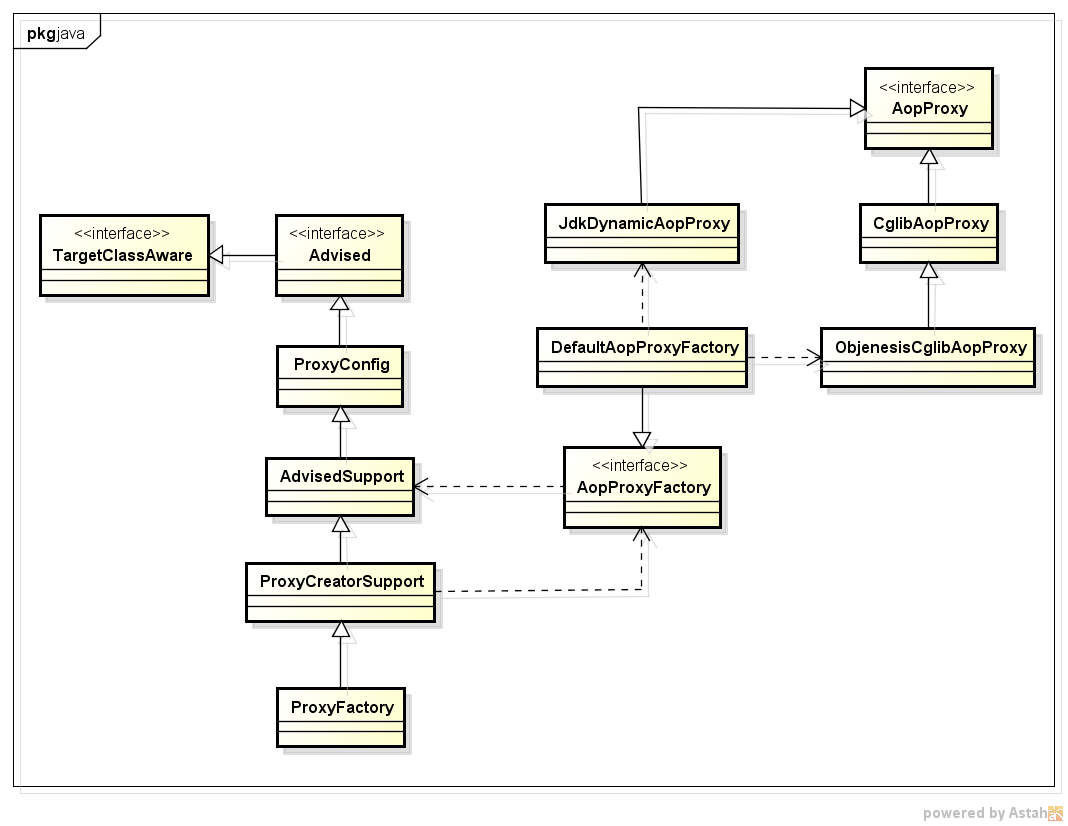 pkg java
<<interface>>
AopProxy
<<interface>>
TargetClassAware
<<interface>>
Advised
JdkDynamicAopProxy
CglibAopProxy
ProxyConfig
DefaultAopProxyFactory
ObjenesisCglibAopProxy
AdvisedSupport
<<interface>>
AopProxyFactory
ProxyCreatorSupport
ProxyFactory
powered by Astah